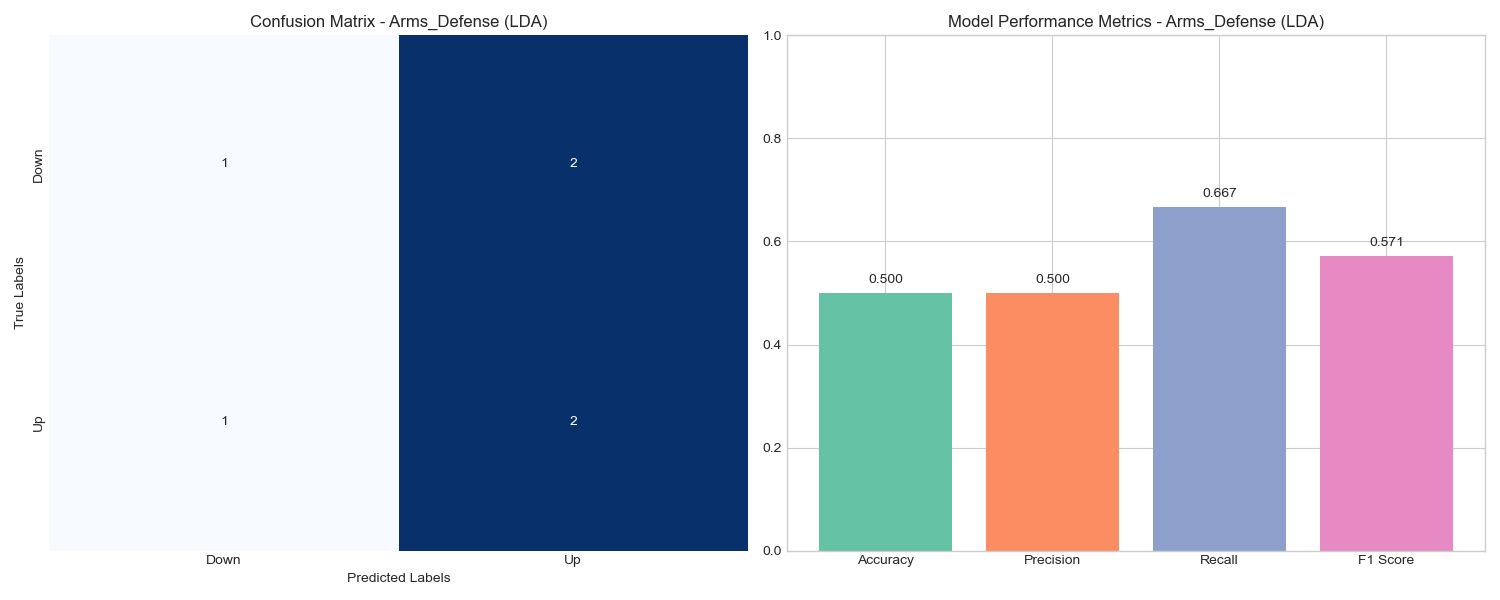 Confusion Matrix - Arms_Defense (LDA)
Down
Up
True Labels
1
2
1
2
Down
Up
Predicted Labels
Model Performance Metrics - Arms_Defense (LDA)
1.0
0.8
0.6
0.4
0.2
0.0
0.500
0.500
0.667
0.571
Accuracy
Precision
Recall
F1 Score